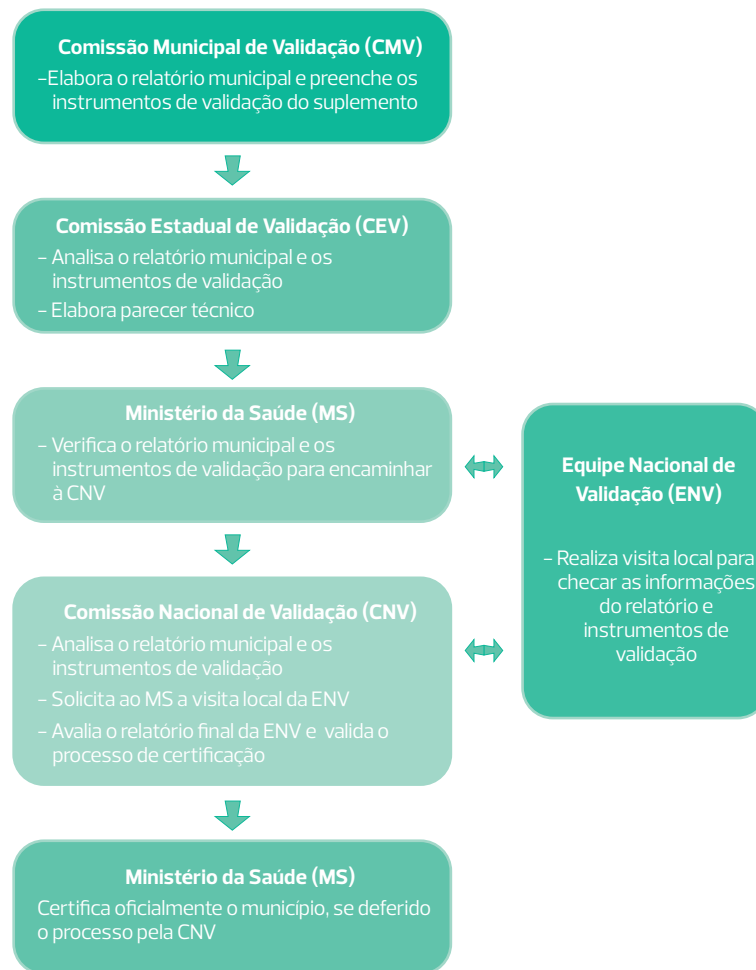 Comissão Municipal de Validação (CMV)
–Elabora o relatório municipal e preenche os
instrumentos de validação do suplemento
Comissão Estadual de Validação (CEV)
– Analisa o relatório municipal e os
instrumentos de validação
– Elabora parecer técnico
Ministério da Saúde (MS)
– Verifica o relatório municipal e os
instrumentos de validação para encaminhar
à CNV
Equipe Nacional de
Validação (ENV)
– Realiza visita local para
checar as informações
do relatório e
instrumentos de
validação
Comissão Nacional de Validação (CNV)
– Analisa o relatório municipal e os
instrumentos de validação
– Solicita ao MS a visita local da ENV
– Avalia o relatório final da ENV e valida o
processo de certificação
Ministério da Saúde (MS)
Certifica oficialmente o município, se deferido
o processo pela CNV